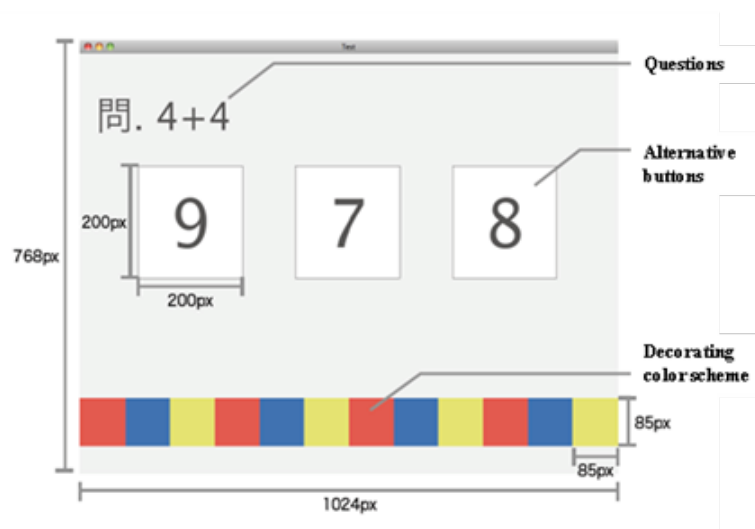 Test
Questions
問. 4+4
Alternative
buttons
9
7
8
200px
200px
768px
Decorating
color scheme
85px
85px
1024px